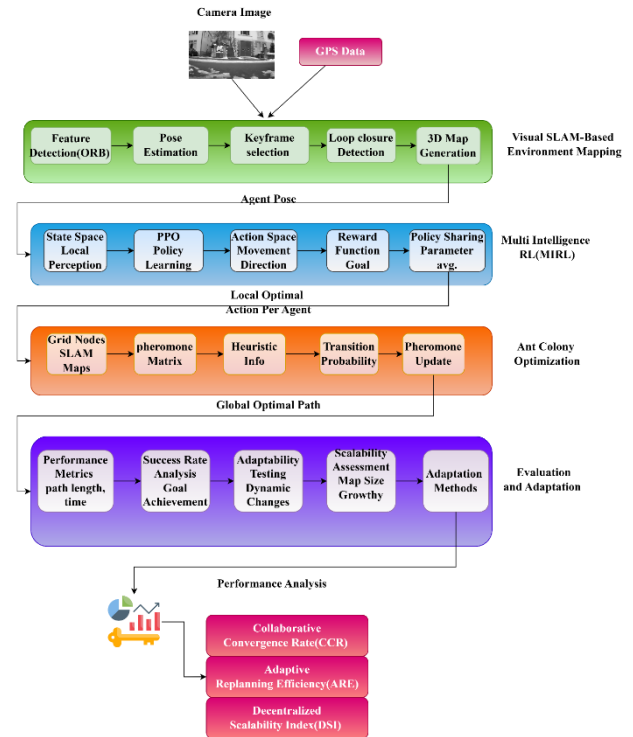 Camera Image
GPS Data
Feature
Detection(ORB)
Pose
Estimation
Keyframe
selection
Loop closure
Detection
3D Map
Generation
Visual SLAM-Based
Environment Mapping
Agent Pose
State Space
Local
Perception
PPO
Policy
Learning
Action Space
Movement
Direction
Reward
Function
Goal
Policy Sharing
Parameter
avg.
Multi Intelligence
RL(MIRL)
Local Optimal
Action Per Agent
Grid Nodes
SLAM
Maps
pheromone
Matrix
Heuristic
Info
Transition
Probability
Pheromone
Update
Ant Colony
Optimization
Global Optimal Path
Performance
Metrics
path length,
time
Success Rate
Analysis
Goal
Achievement
Adaptability
Testing
Dynamic
Changes
Scalability
Assessment
Map Size
Growthy
Adaptation
Methods
Evaluation
and Adaptation
Performance Analysis
Collaborative
Convergence Rate(CCR)
Adaptive
Replanning Efficiency(ARE)
Decentralized
Scalability Index(DSI)